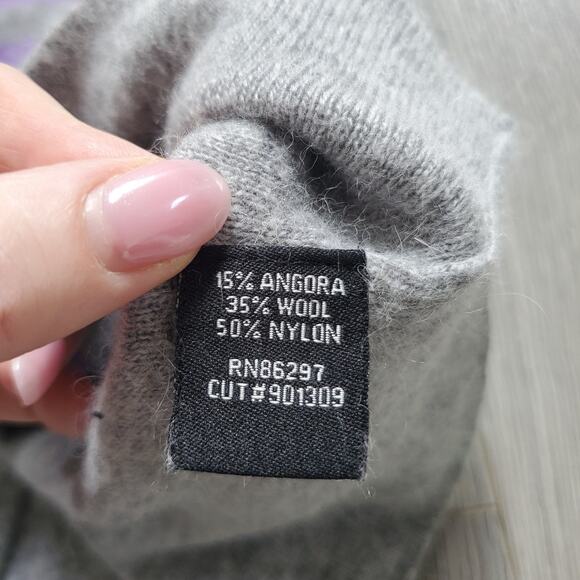 15% ANGORA
35% WOOL
50% NYLON
RN86297
CUT#901309